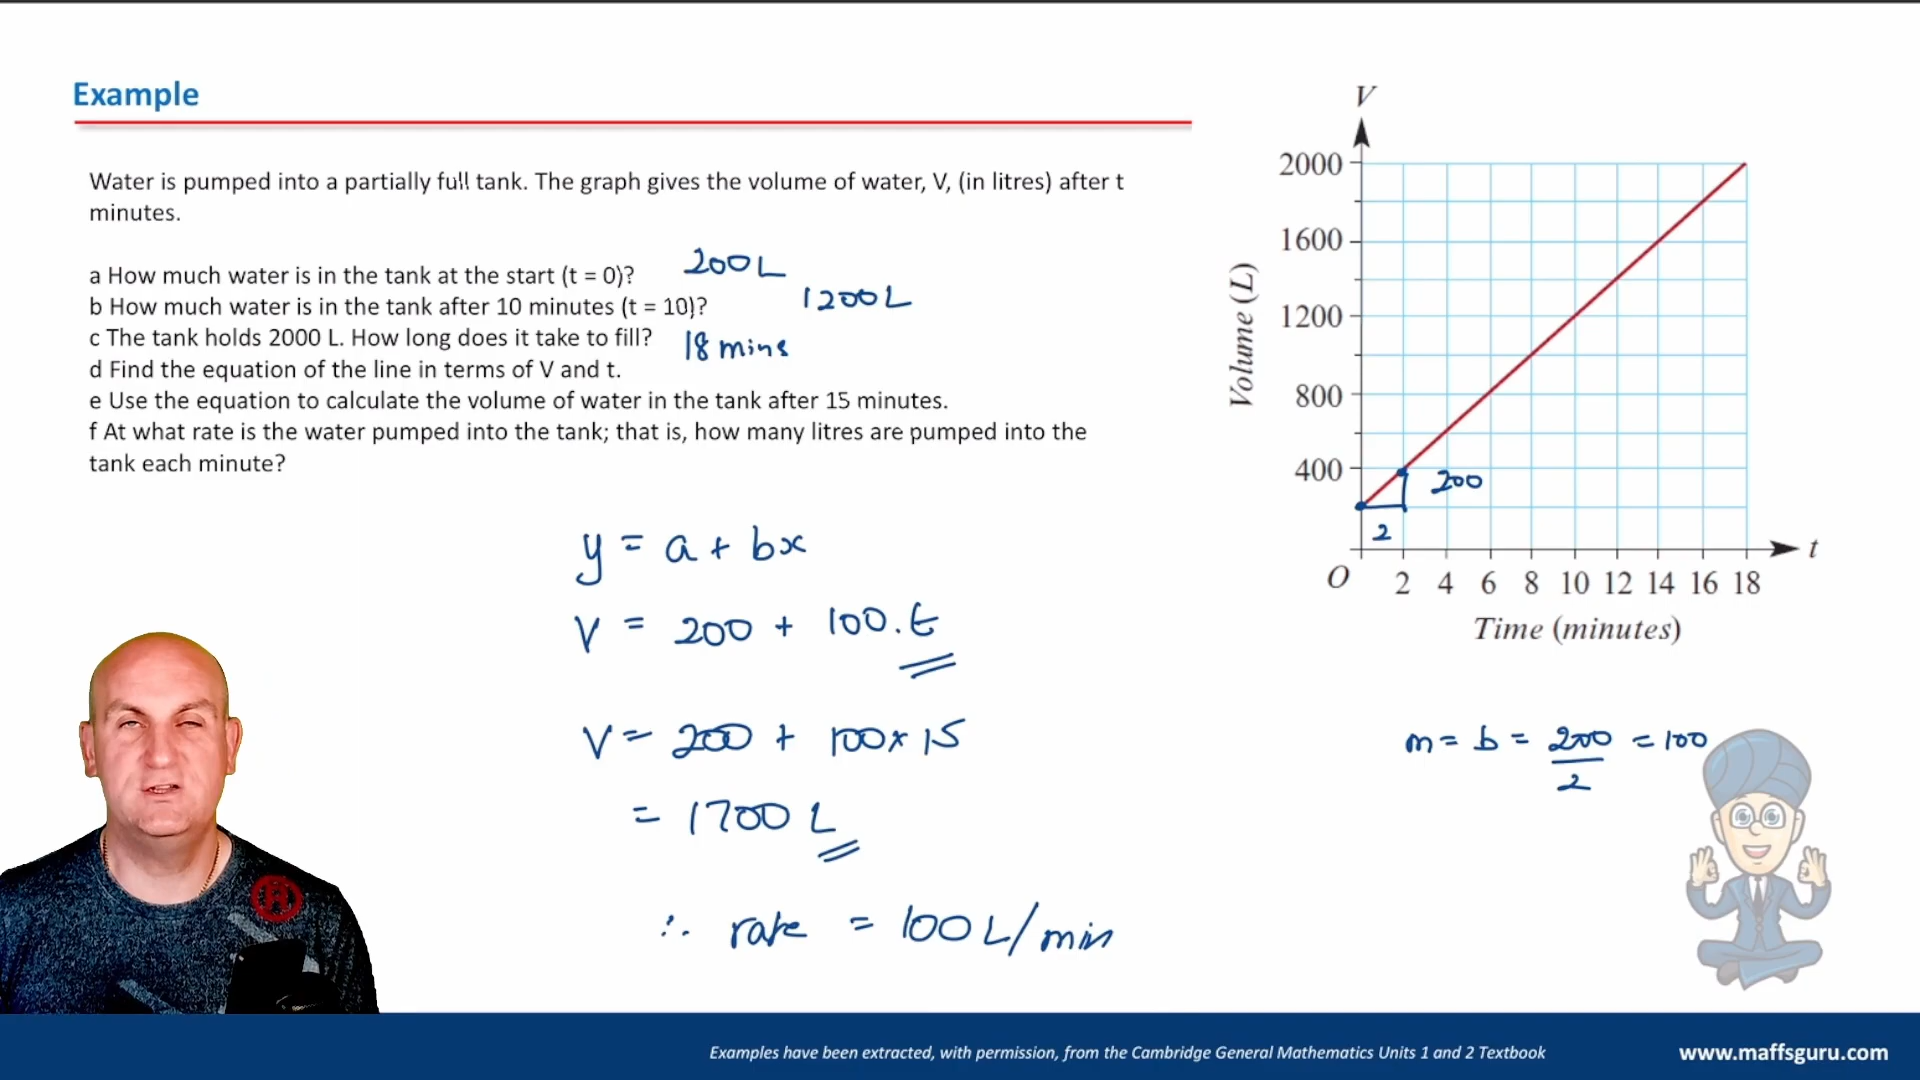 Example
Water is pumped into a partially full tank. The graph gives the volume of water, V, (in litres) after t
minutes.
a How much water is in the tank at the start (t = 0)? 200L
b How much water is in the tank after 10 minutes (t = 10)? 1200L
c The tank holds 2000 L. How long does it take to fill? 18 mins
d Find the equation of the line in terms of V and t.
e Use the equation to calculate the volume of water in the tank after 15 minutes.
f At what rate is the water pumped into the tank; that is, how many litres are pumped into the
tank each minute?
y = a + bx
V = 200 + 100.t
V = 200 + 100 x 15
= 1700 L
∴ rate = 100 L/min
V
2000
1600
1200
800
400
Volume (L)
200
2
O 2 4 6 8 10 12 14 16 18 t
Time (minutes)
m = b = 200/2 = 100
Examples have been extracted, with permission, from the Cambridge General Mathematics Units 1 and 2 Textbook
www.maffsguru.com